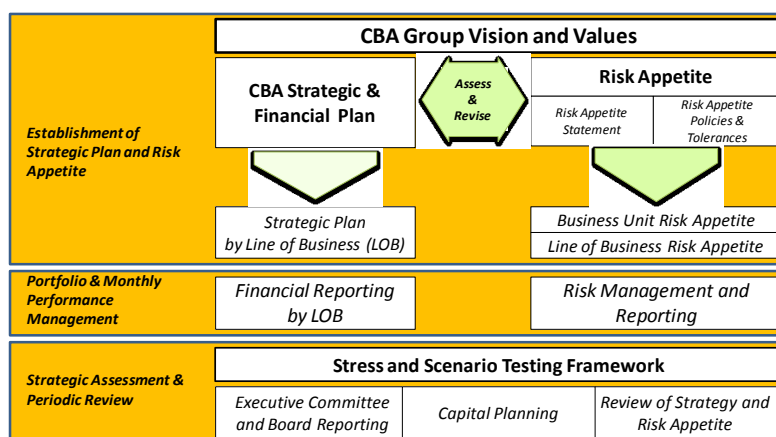 CBA Group Vision and Values
Establishment of
Strategic Plan and Risk
Appetite
CBA Strategic &
Financial Plan
Assess
&
Revise
Risk Appetite
Risk Appetite
Statement
Risk Appetite
Policies &
Tolerances
Strategic Plan
by Line of Business (LOB)
Business Unit Risk Appetite
Line of Business Risk Appetite
Portfolio & Monthly
Performance
Management
Financial Reporting
by LOB
Risk Management and
Reporting
Strategic Assessment &
Periodic Review
Stress and Scenario Testing Framework
Executive Committee
and Board Reporting
Capital Planning
Review of Strategy and
Risk Appetite